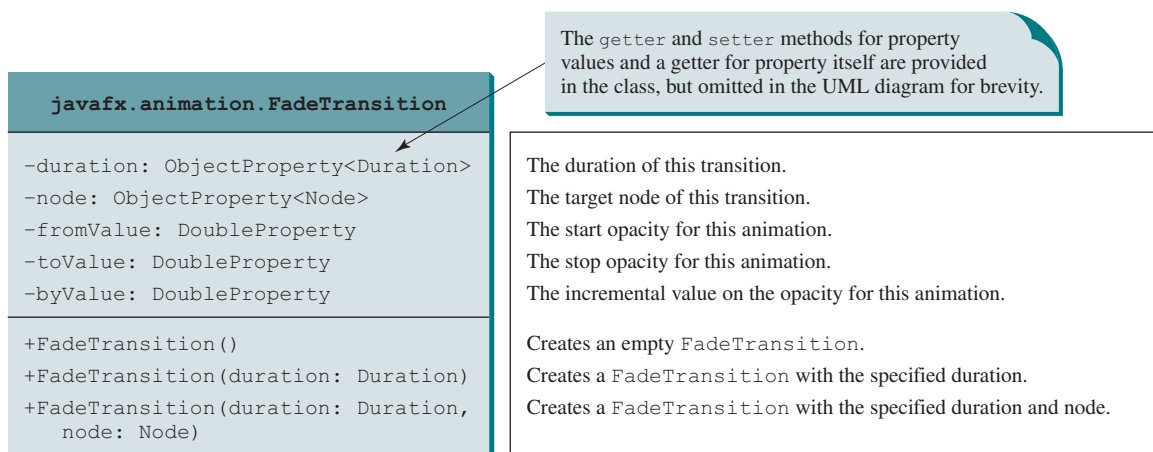 The getter and setter methods for property
values and a getter for property itself are provided
in the class, but omitted in the UML diagram for brevity.
javafx.animation.FadeTransition
-duration: ObjectProperty<Duration>
The duration of this transition.
-node: ObjectProperty<Node>
The target node of this transition.
-fromValue: DoubleProperty
The start opacity for this animation.
-toValue: DoubleProperty
The stop opacity for this animation.
-byValue: DoubleProperty
The incremental value on the opacity for this animation.
+FadeTransition()
Creates an empty FadeTransition.
+FadeTransition(duration: Duration)
Creates a FadeTransition with the specified duration.
+FadeTransition(duration: Duration,
node: Node)
Creates a FadeTransition with the specified duration and node.